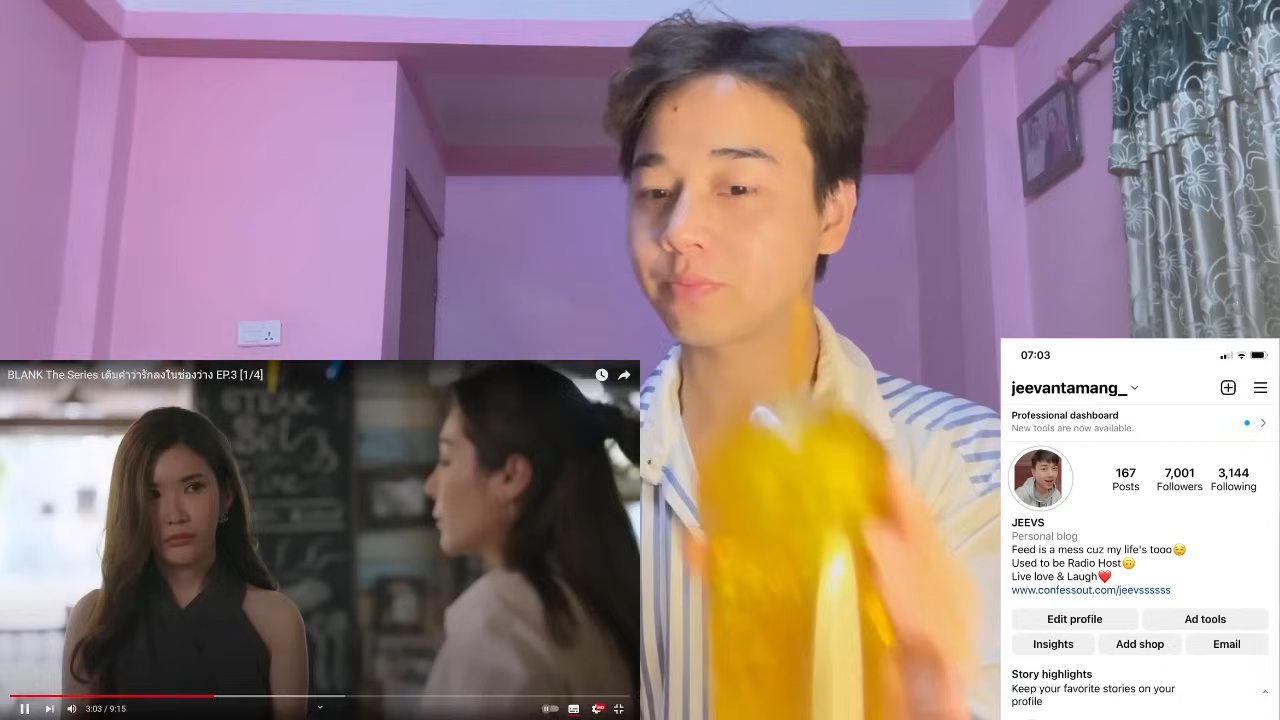 BLANK The Series เติมคำว่ารักลงในช่องว่าง EP.3 [1/4]
STEAK
3:03 / 9:15
07:03
jeevantamang_
Professional dashboard
New tools are now available.
167 7,001 3,144
Posts Followers Following
JEEVS
Personal blog
Feed is a mess cuz my life's tooo😌
Used to be Radio Host🙃
Live love & Laugh❤️
www.confessout.com/jeevssssss
Edit profile Ad tools
Insights Add shop Email
Story highlights
Keep your favorite stories on your
profile